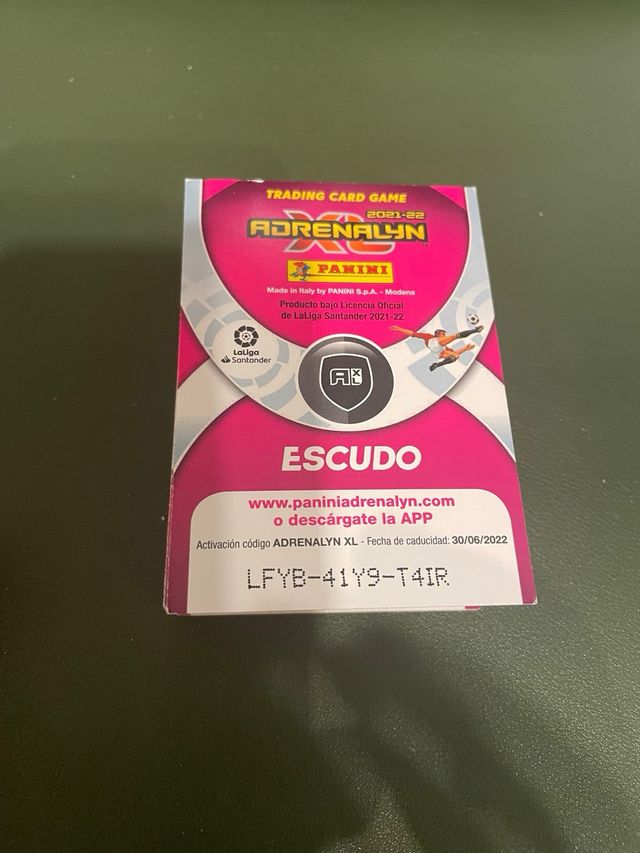 TRADING CARD GAME
2021-22
ADRENALYN
XL
PANINI
Made in Italy by PANINI S.p.A. - Modena
Producto bajo Licencia Oficial
de LaLiga Santander 2021-22
LaLiga
Santander
A XL
ESCUDO
www.paniniadrenalyn.com
o descárgate la APP
Activación código ADRENALYN XL - Fecha de caducidad: 30/06/2022
LFYB-41Y9-T4IR